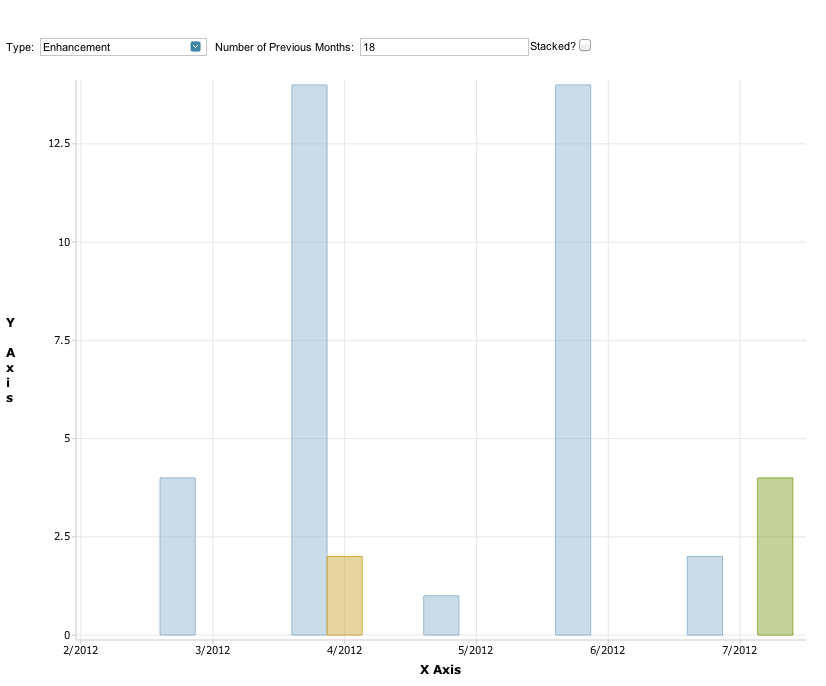 Type: Enhancement Number of Previous Months: 18 Stacked?
12.5
10
7.5
5
2.5
0
Y
A
x
i
s
2/2012 3/2012 4/2012 5/2012 6/2012 7/2012
X Axis